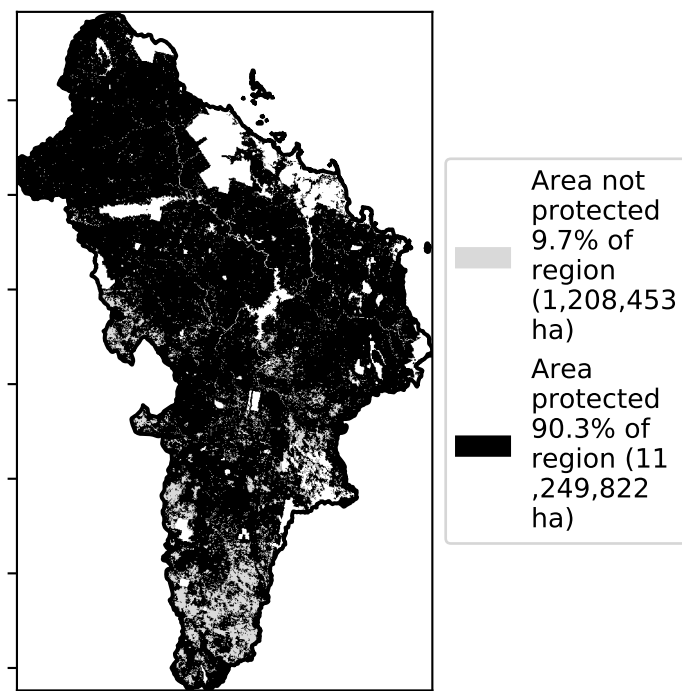 Area not
protected
9.7% of
region
(1,208,453
ha)
Area
protected
90.3% of
region (11
,249,822
ha)